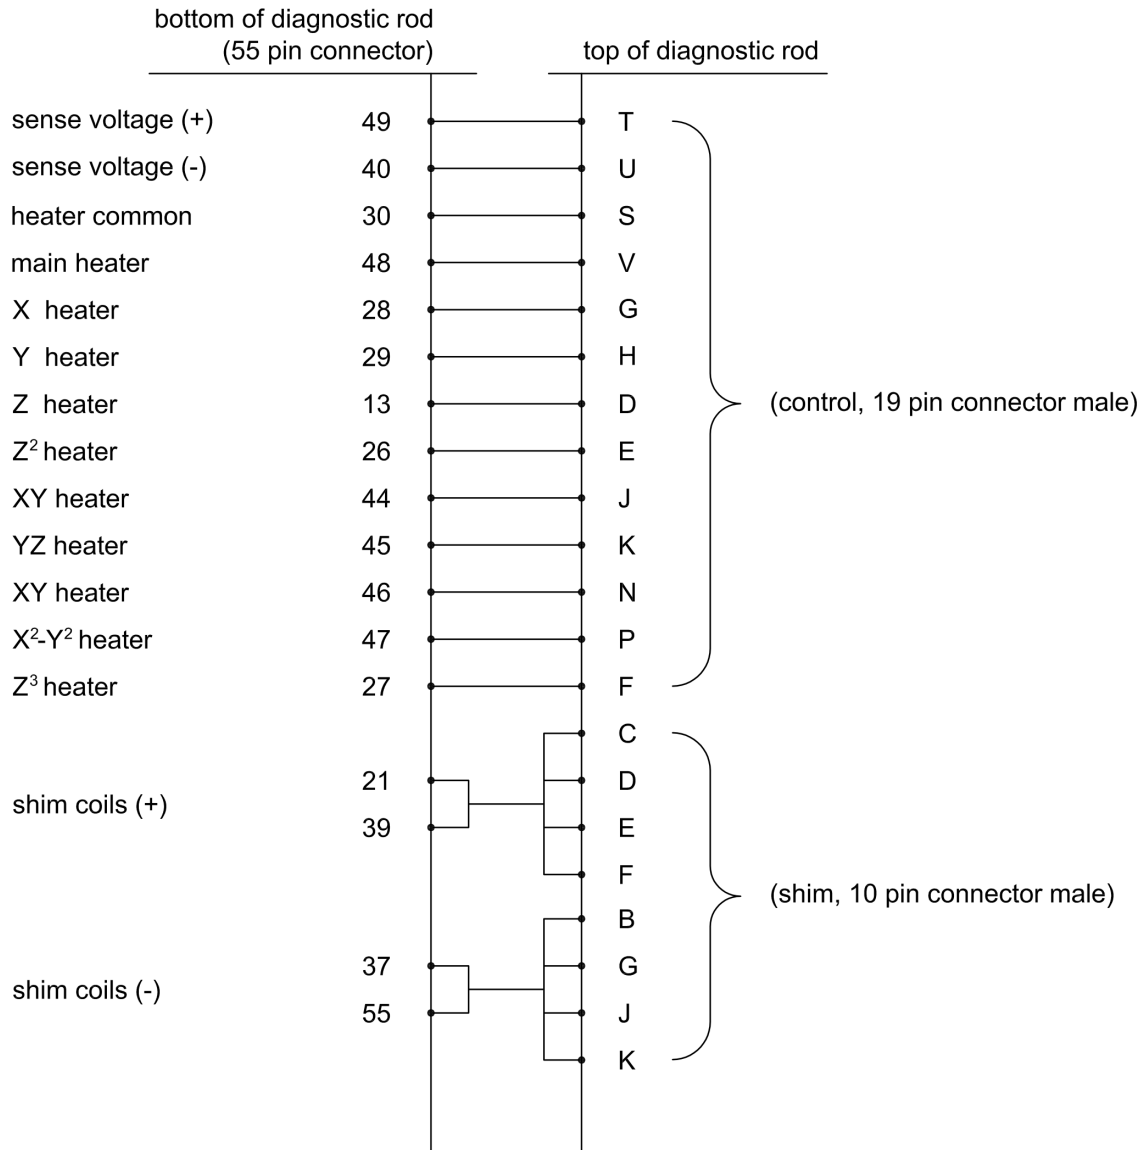 bottom of diagnostic rod
(55 pin connector)
top of diagnostic rod
sense voltage (+) 49 T
sense voltage (-) 40 U
heater common 30 S
main heater 48 V
X heater 28 G
Y heater 29 H
Z heater 13 D
(control, 19 pin connector male)
Z² heater 26 E
XY heater 44 J
YZ heater 45 K
XY heater 46 N
X²-Y² heater 47 P
Z³ heater 27 F
C
21 D
shim coils (+)
39 E
F
(shim, 10 pin connector male)
B
37 G
shim coils (-)
55 J
K